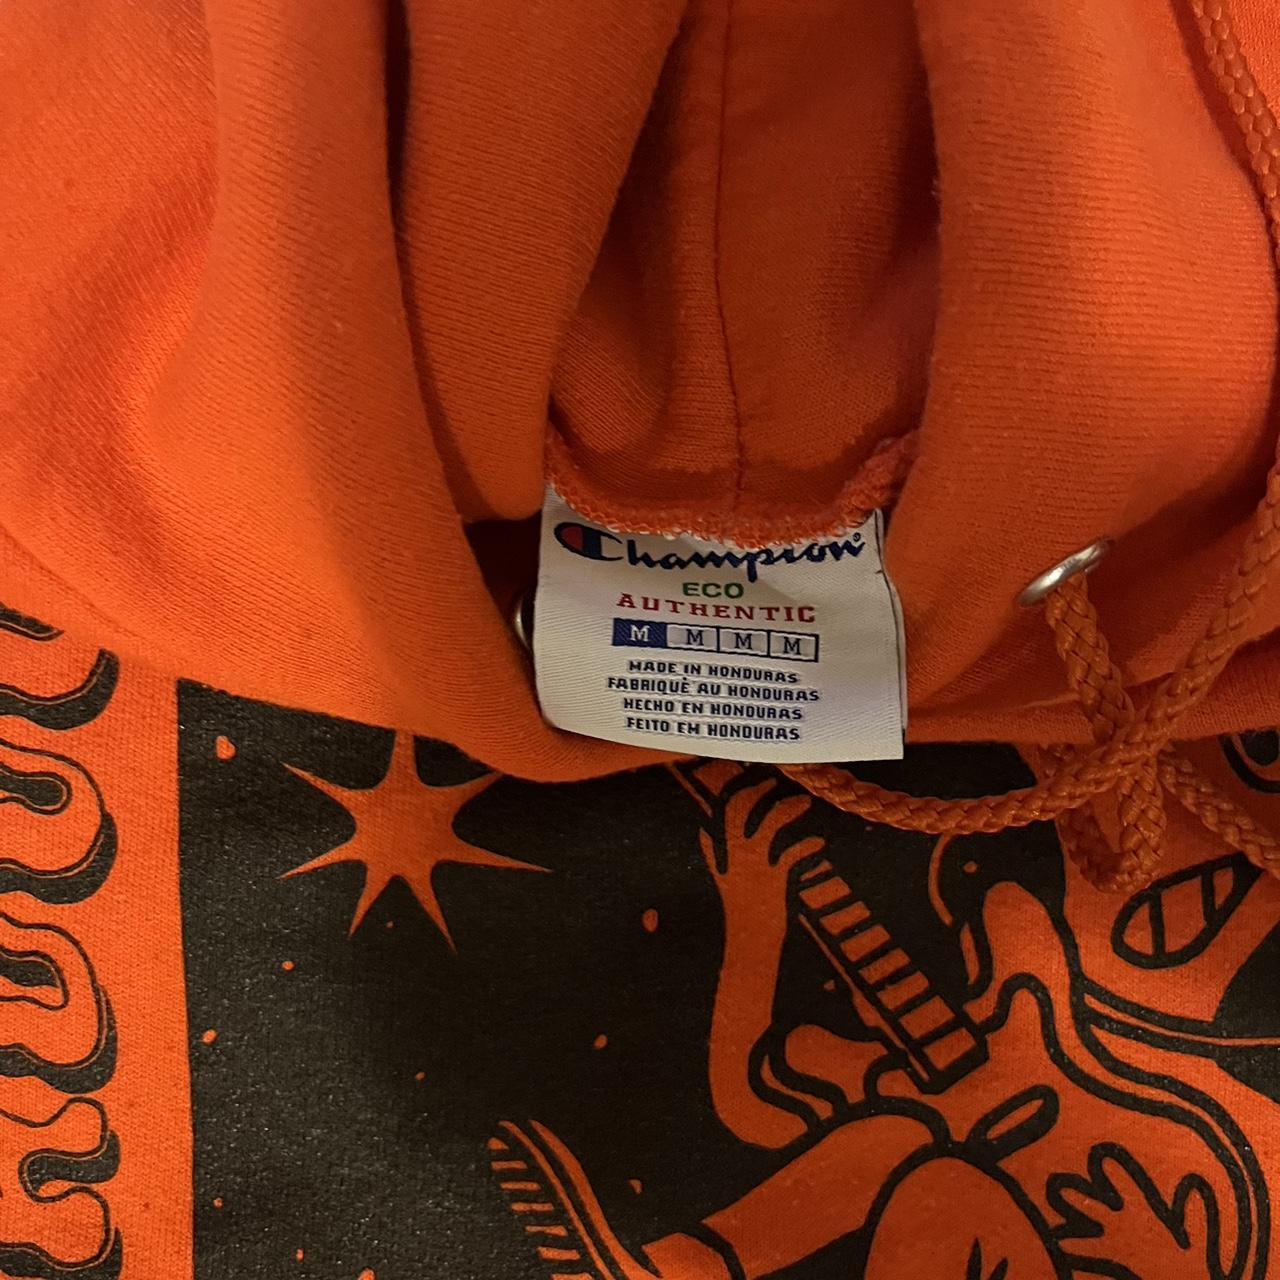 Champion®
ECO
AUTHENTIC
M M M M
MADE IN HONDURAS
FABRIQUÉ AU HONDURAS
HECHO EN HONDURAS
FEITO EM HONDURAS